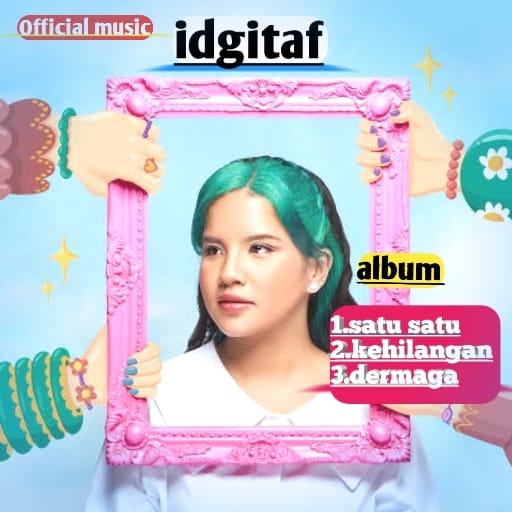 Official music
idgitaf
album
1.satu satu
2.kehilangan
3.dermaga